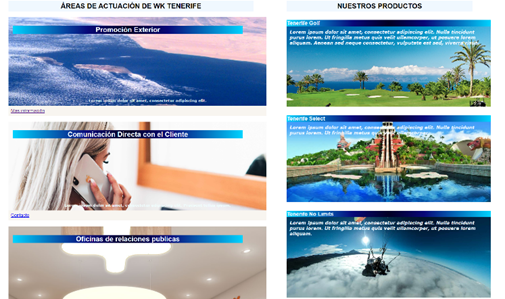 ÁREAS DE ACTUACIÓN DE WK TENERIFE
Promoción Exterior
Lorem ipsum dolor sit amet, consectetur adipiscing elit.
Comunicación Directa con el Cliente
Lorem ipsum dolor sit amet, consectetur adipiscing elit.
Contacto
Oficinas de relaciones publicas
NUESTROS PRODUCTOS
Tenerife Golf
Lorem ipsum dolor sit amet, consectetur adipiscing elit. Nulla tincidunt
purus lorem. Ut fringilla metus quis velit ullamcorper, ut posuere lorem
aliquam. Aenean sed neque consectetur, vulputate est sed, viverra
Tenerife Select
Lorem ipsum dolor sit amet, consectetur adipiscing elit. Nulla tincidunt
purus lorem. Ut fringilla metus quis velit ullamcorper, ut posuere lorem
aliquam.
Tenerife No Limits
Lorem ipsum dolor sit amet, consectetur adipiscing elit. Nulla tincidunt
purus lorem. Ut fringilla metus quis velit ullamcorper, ut posuere lorem
aliquam.